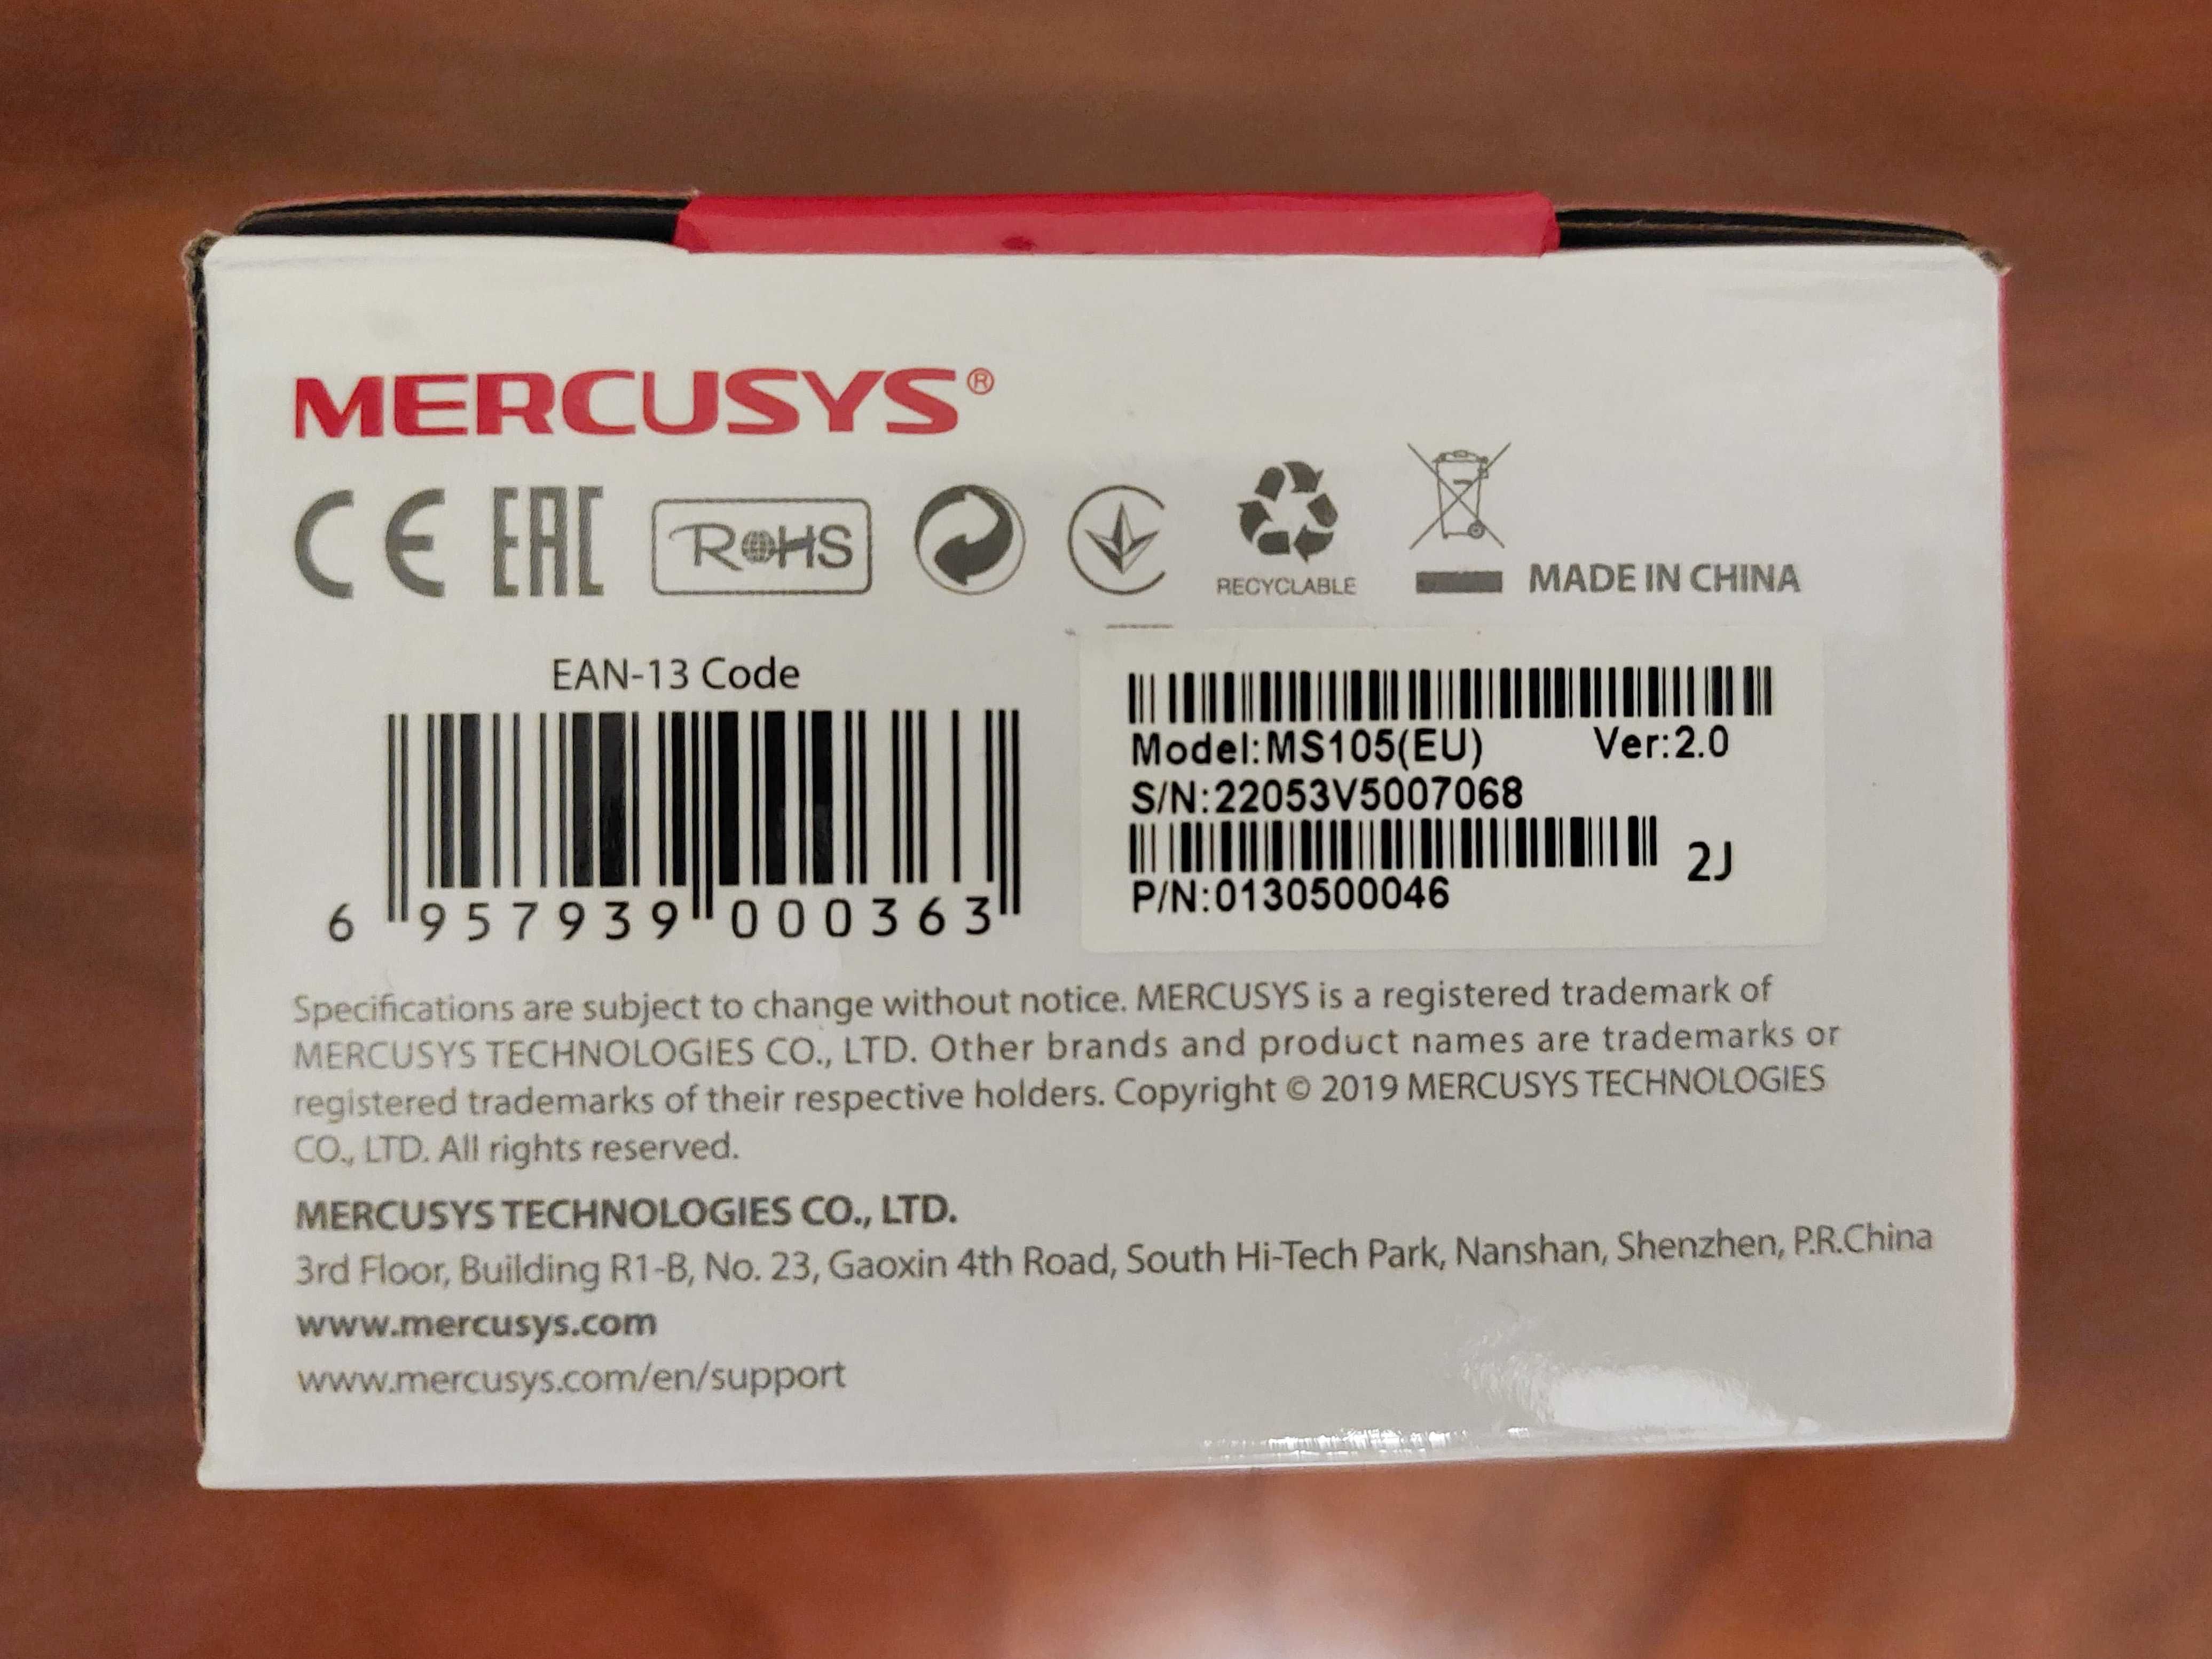 MERCUSYS®
CE EAC RoHS RECYCLABLE MADE IN CHINA
EAN-13 Code
6 957939 000363
Model:MS105(EU) Ver:2.0
S/N:22053V5007068
2J
P/N:0130500046
Specifications are subject to change without notice. MERCUSYS is a registered trademark of
MERCUSYS TECHNOLOGIES CO., LTD. Other brands and product names are trademarks or
registered trademarks of their respective holders. Copyright © 2019 MERCUSYS TECHNOLOGIES
CO., LTD. All rights reserved.
MERCUSYS TECHNOLOGIES CO., LTD.
3rd Floor, Building R1-B, No. 23, Gaoxin 4th Road, South Hi-Tech Park, Nanshan, Shenzhen, P.R.China
www.mercusys.com
www.mercusys.com/en/support